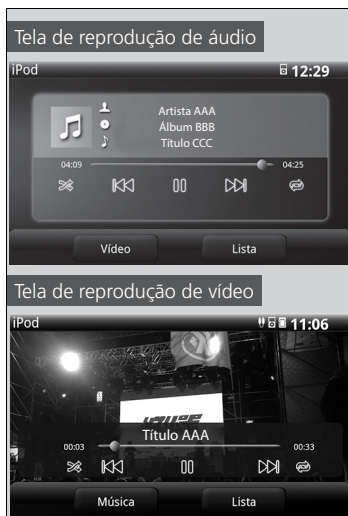 Tela de reprodução de áudio
iPod 12:29
Artista AAA
Álbum BBB
Título CCC
04:09 04:25
Vídeo Lista
Tela de reprodução de vídeo
iPod 11:06
Título AAA
00:03 00:33
Música Lista